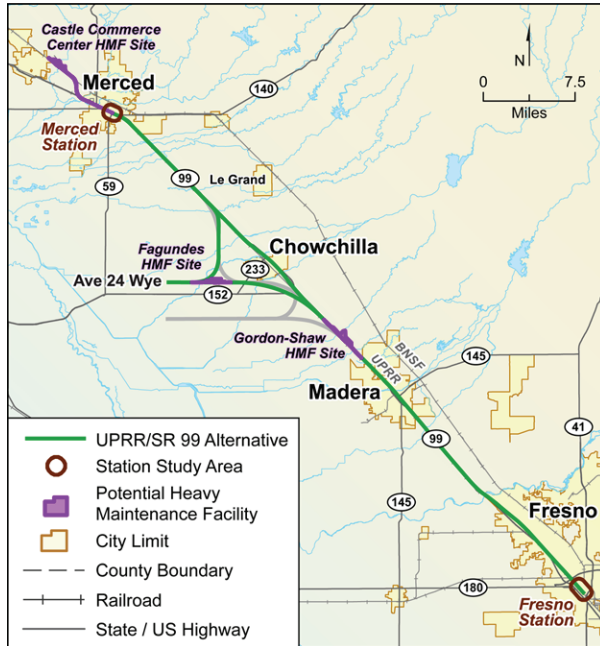 Castle Commerce
Center HMF Site
Merced
N
0 7.5
Miles
140
Merced
Station
59
99
Le Grand
Fagundes
HMF Site
Chowchilla
233
Ave 24 Wye
152
Gordon-Shaw
HMF Site
BNSF
UPRR
145
Madera
99
41
145
Fresno
180
Fresno
Station
UPRR/SR 99 Alternative
Station Study Area
Potential Heavy
Maintenance Facility
City Limit
County Boundary
Railroad
State / US Highway